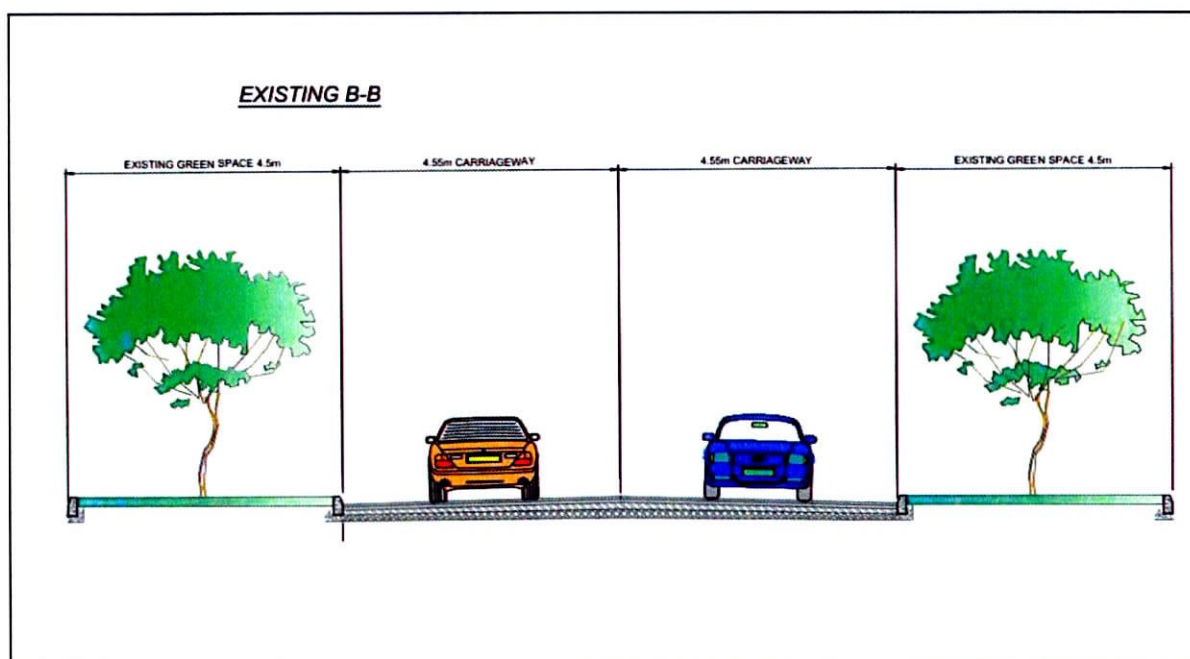 EXISTING B-B
EXISTING GREEN SPACE 4.5m 4.55m CARRIAGEWAY 4.55m CARRIAGEWAY EXISTING GREEN SPACE 4.5m